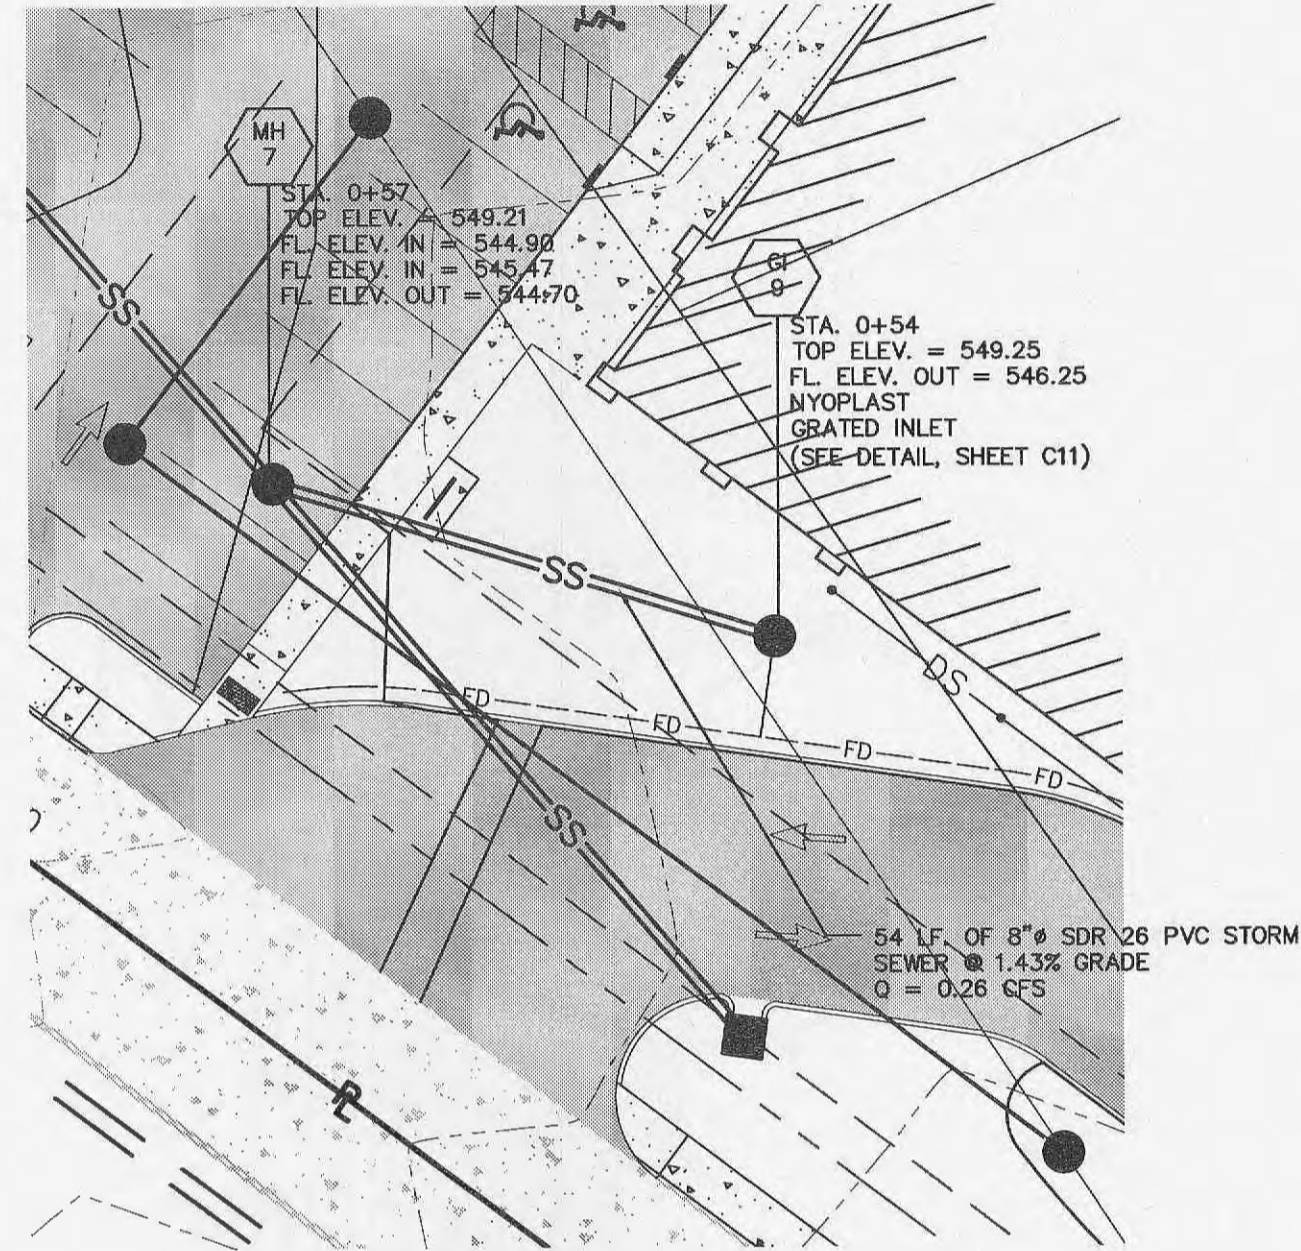 MH
7
STA. 0+57
TOP ELEV. = 549.21
FL. ELEV. IN = 544.90
FL. ELEV. IN = 545.47
FL. ELEV. OUT = 544.70
GI
9
STA. 0+54
TOP ELEV. = 549.25
FL. ELEV. OUT = 546.25
NYOPLAST
GRATED INLET
(SEE DETAIL, SHEET C11)
SS
SS
DS
FD
FD
FD
FD
SS
54 LF. OF 8"ø SDR 26 PVC STORM
SEWER @ 1.43% GRADE
Q = 0.26 CFS
PL